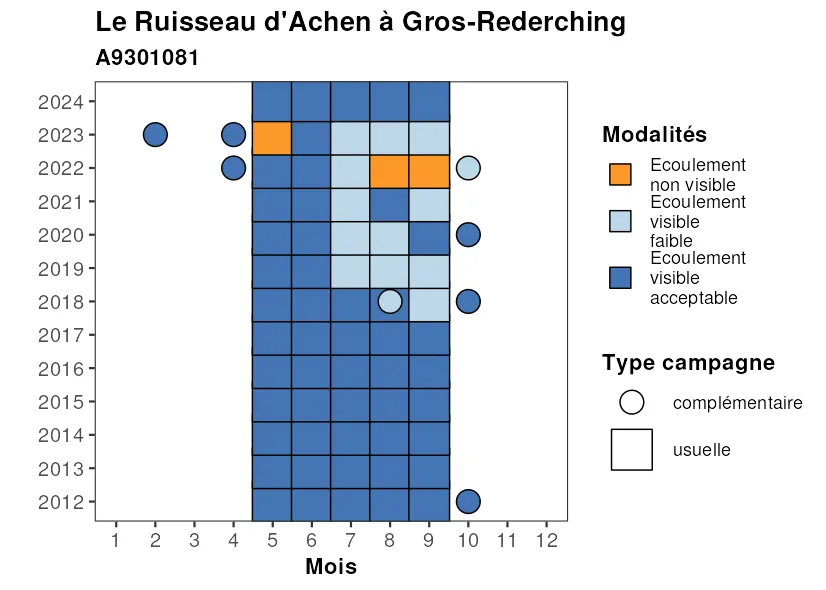 Le Ruisseau d'Achen à Gros-Rederching
A9301081
2024
2023
2022
2021
2020
2019
2018
2017
2016
2015
2014
2013
2012
1 2 3 4 5 6 7 8 9 10 11 12
Mois
Modalités
Ecoulement
non visible
Ecoulement
visible
faible
Ecoulement
visible
acceptable
Type campagne
complémentaire
usuelle